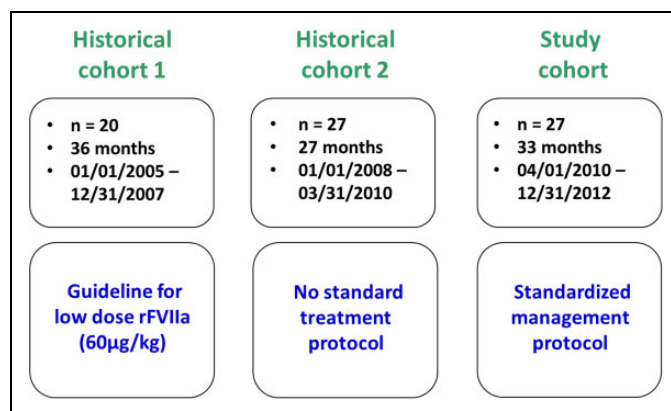 Historical
cohort 1
• n = 20
• 36 months
• 01/01/2005 –
12/31/2007
Guideline for
low dose rFVIIa
(60µg/kg)
Historical
cohort 2
• n = 27
• 27 months
• 01/01/2008 –
03/31/2010
No standard
treatment
protocol
Study
cohort
• n = 27
• 33 months
• 04/01/2010 –
12/31/2012
Standardized
management
protocol